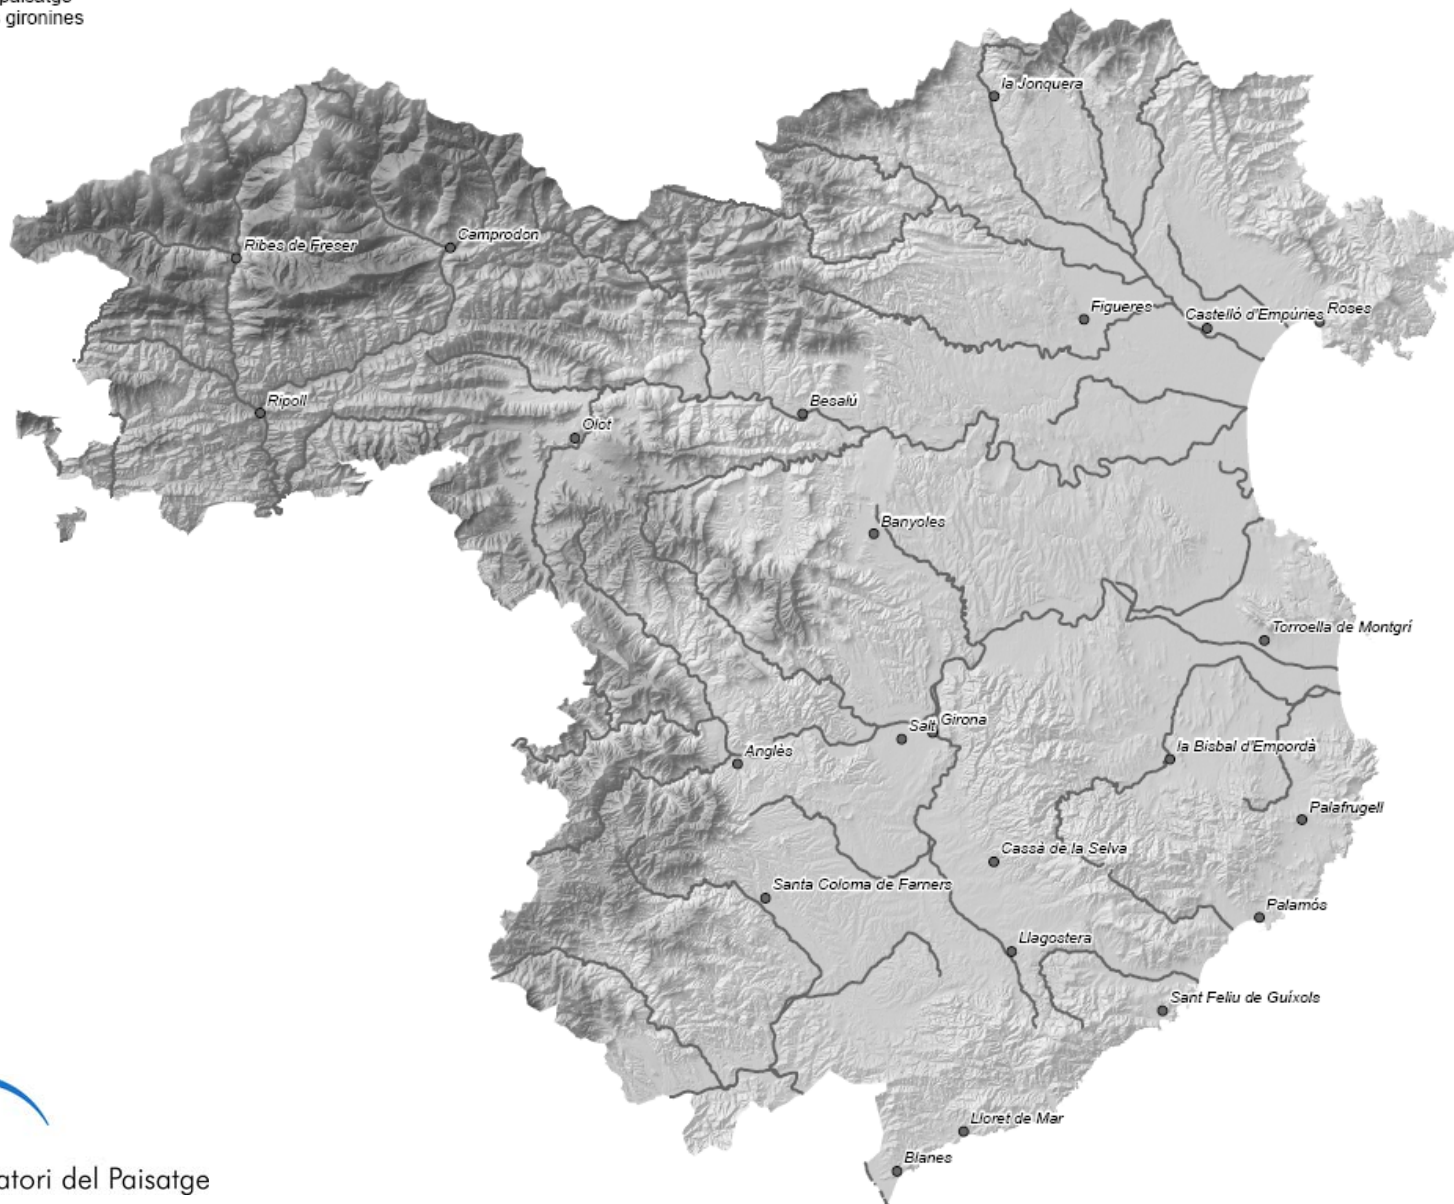 paisatge
gironines
la Jonquera
Ribes de Freser
Camprodon
Figueres
Castelló d'Empúries
Roses
Ripoll
Besalú
Olot
Banyoles
Torroella de Montgrí
Salt
Girona
Anglès
la Bisbal d'Empordà
Palafrugell
Cassà de la Selva
Santa Coloma de Farners
Palamós
Llagostera
Sant Feliu de Guíxols
Lloret de Mar
Blanes
atori del Paisatge